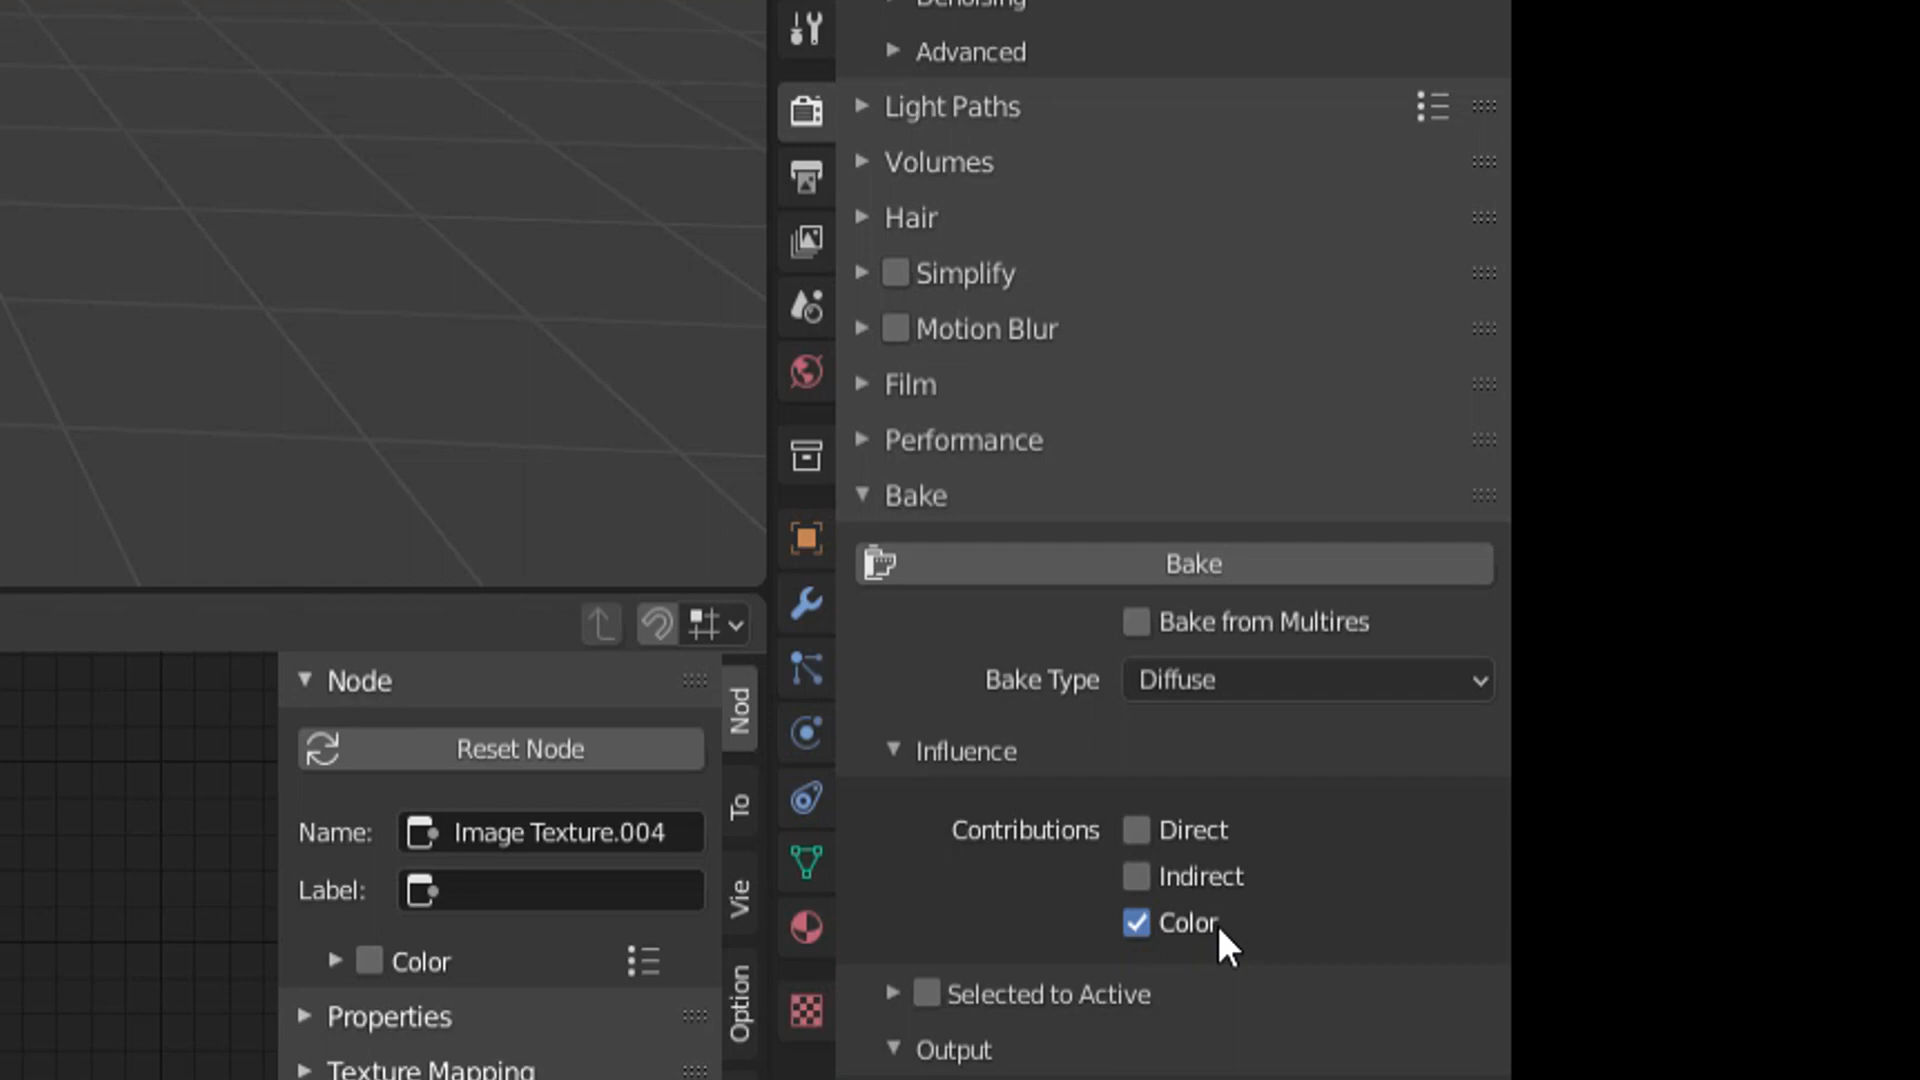 Denoising
Advanced
Light Paths
Volumes
Hair
Simplify
Motion Blur
Film
Performance
Bake
Bake
Bake from Multires
Bake Type Diffuse
Influence
Contributions Direct
Indirect
Color
Selected to Active
Output
Node
Reset Node
Name: Image Texture.004
Label:
Color
Properties
Texture Mapping
Nod
To
Vie
Option